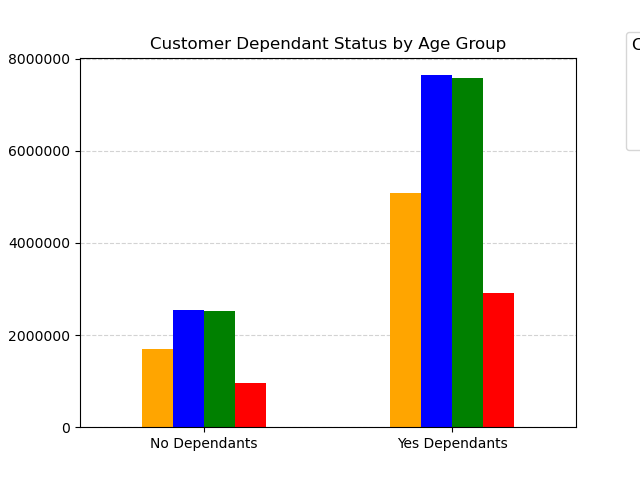 Customer Dependant Status by Age Group
8000000
6000000
4000000
2000000
0
No Dependants
Yes Dependants